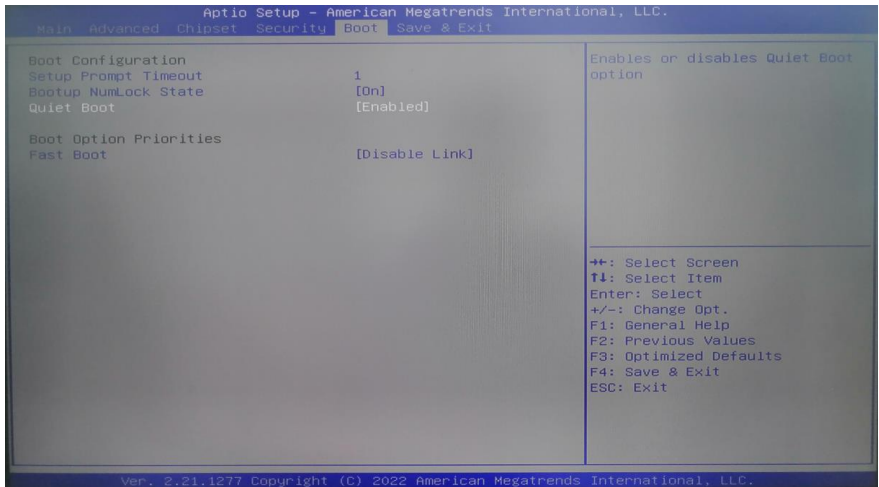 Aptio Setup - American Megatrends International, LLC.
Main Advanced Chipset Security Boot Save & Exit
Boot Configuration
Setup Prompt Timeout 1
Bootup NumLock State [On]
Quiet Boot [Enabled]
Boot Option Priorities
Fast Boot [Disable Link]
Enables or disables Quiet Boot
option
→←: Select Screen
↑↓: Select Item
Enter: Select
+/-: Change Opt.
F1: General Help
F2: Previous Values
F3: Optimized Defaults
F4: Save & Exit
ESC: Exit
Ver. 2.21.1277 Copyright (C) 2022 American Megatrends International, LLC.